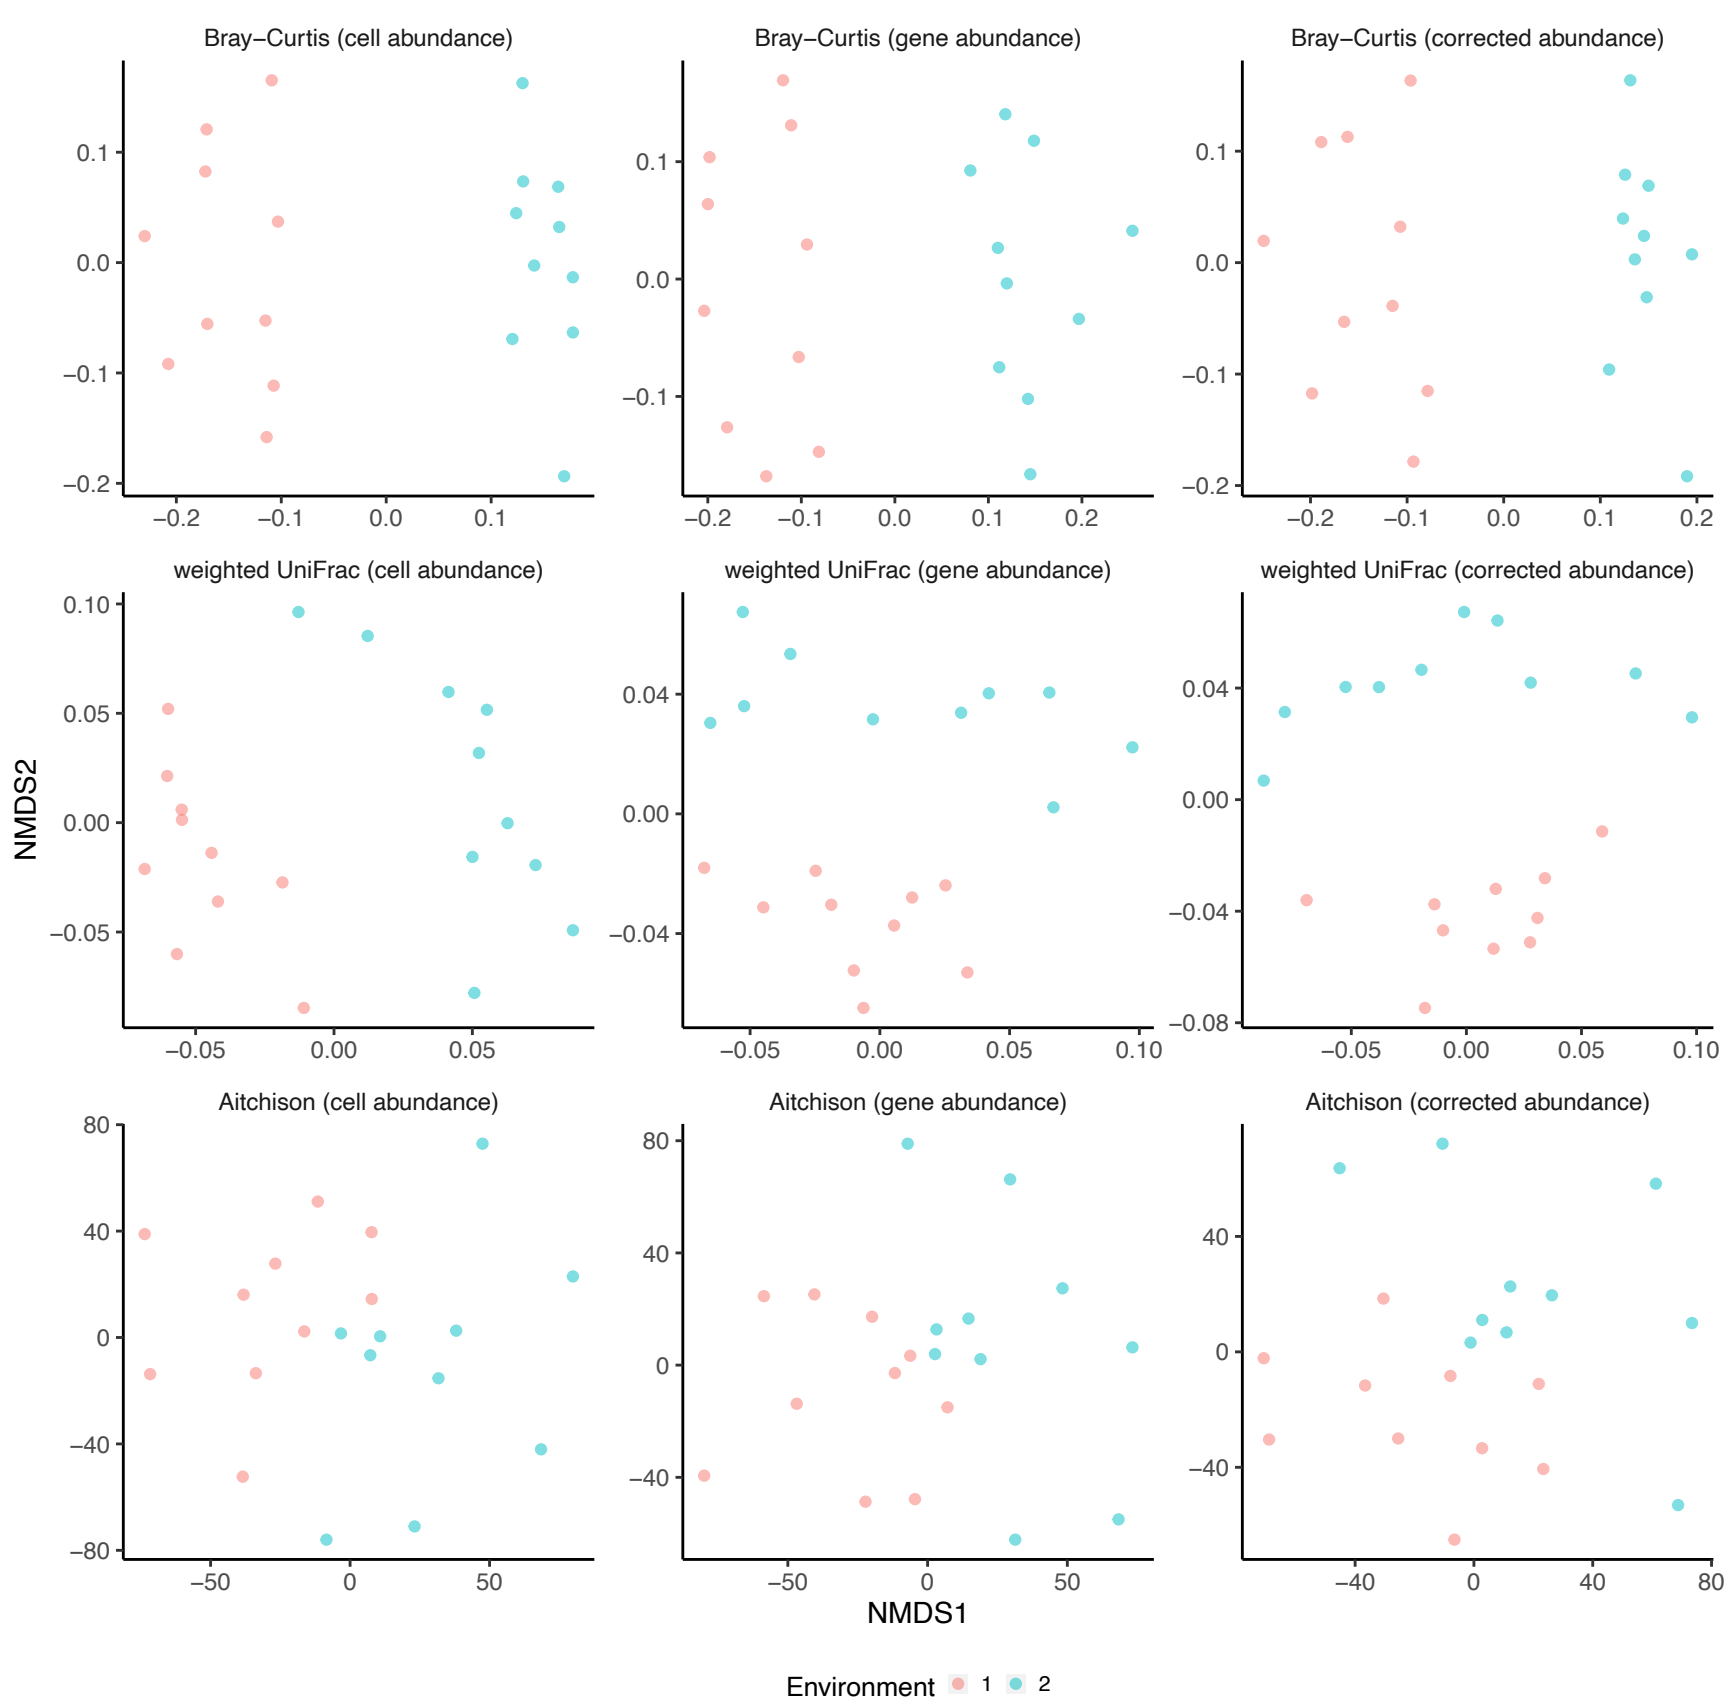 Bray−Curtis (cell abundance)
Bray−Curtis (gene abundance)
Bray−Curtis (corrected abundance)
0.1
0.0
−0.1
−0.2
−0.2 −0.1 0.0 0.1
0.1
0.0
−0.1
−0.2 −0.1 0.0 0.1 0.2
0.1
0.0
−0.1
−0.2
−0.2 −0.1 0.0 0.1 0.2
weighted UniFrac (cell abundance)
weighted UniFrac (gene abundance)
weighted UniFrac (corrected abundance)
NMDS2
0.10
0.05
0.00
−0.05
−0.05 0.00 0.05
0.04
0.00
−0.04
−0.05 0.00 0.05 0.10
0.04
0.00
−0.04
−0.08
−0.05 0.00 0.05 0.10
Aitchison (cell abundance)
Aitchison (gene abundance)
Aitchison (corrected abundance)
80
40
0
−40
−80
−50 0 50
80
40
0
−40
−50 0 50
40
0
−40
−40 0 40 80
NMDS1
Environment 1 2